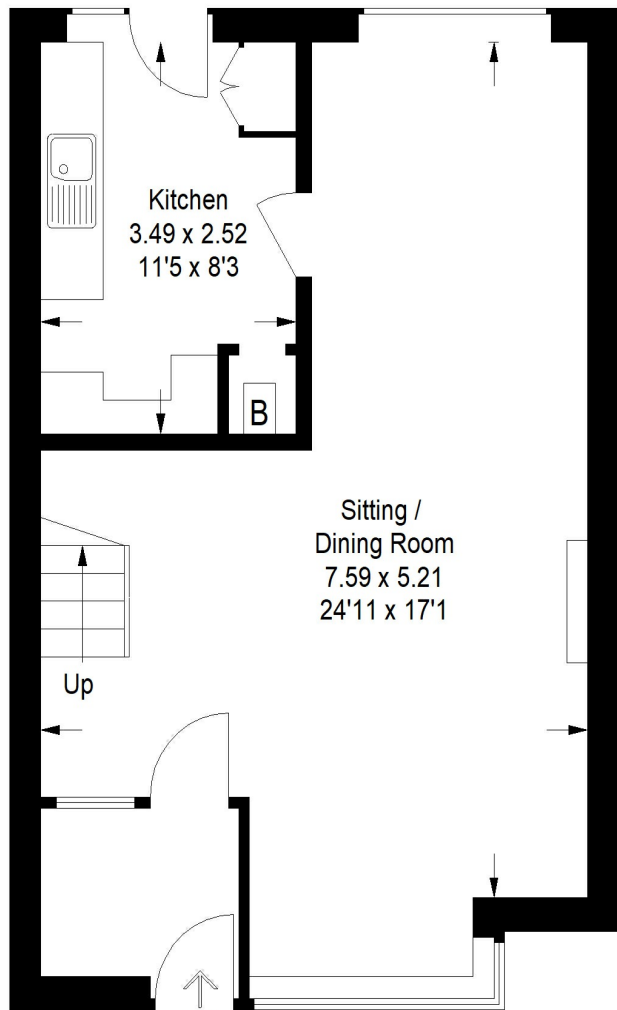 Kitchen
3.49 x 2.52
11'5 x 8'3
B
Sitting /
Dining Room
7.59 x 5.21
24'11 x 17'1
Up